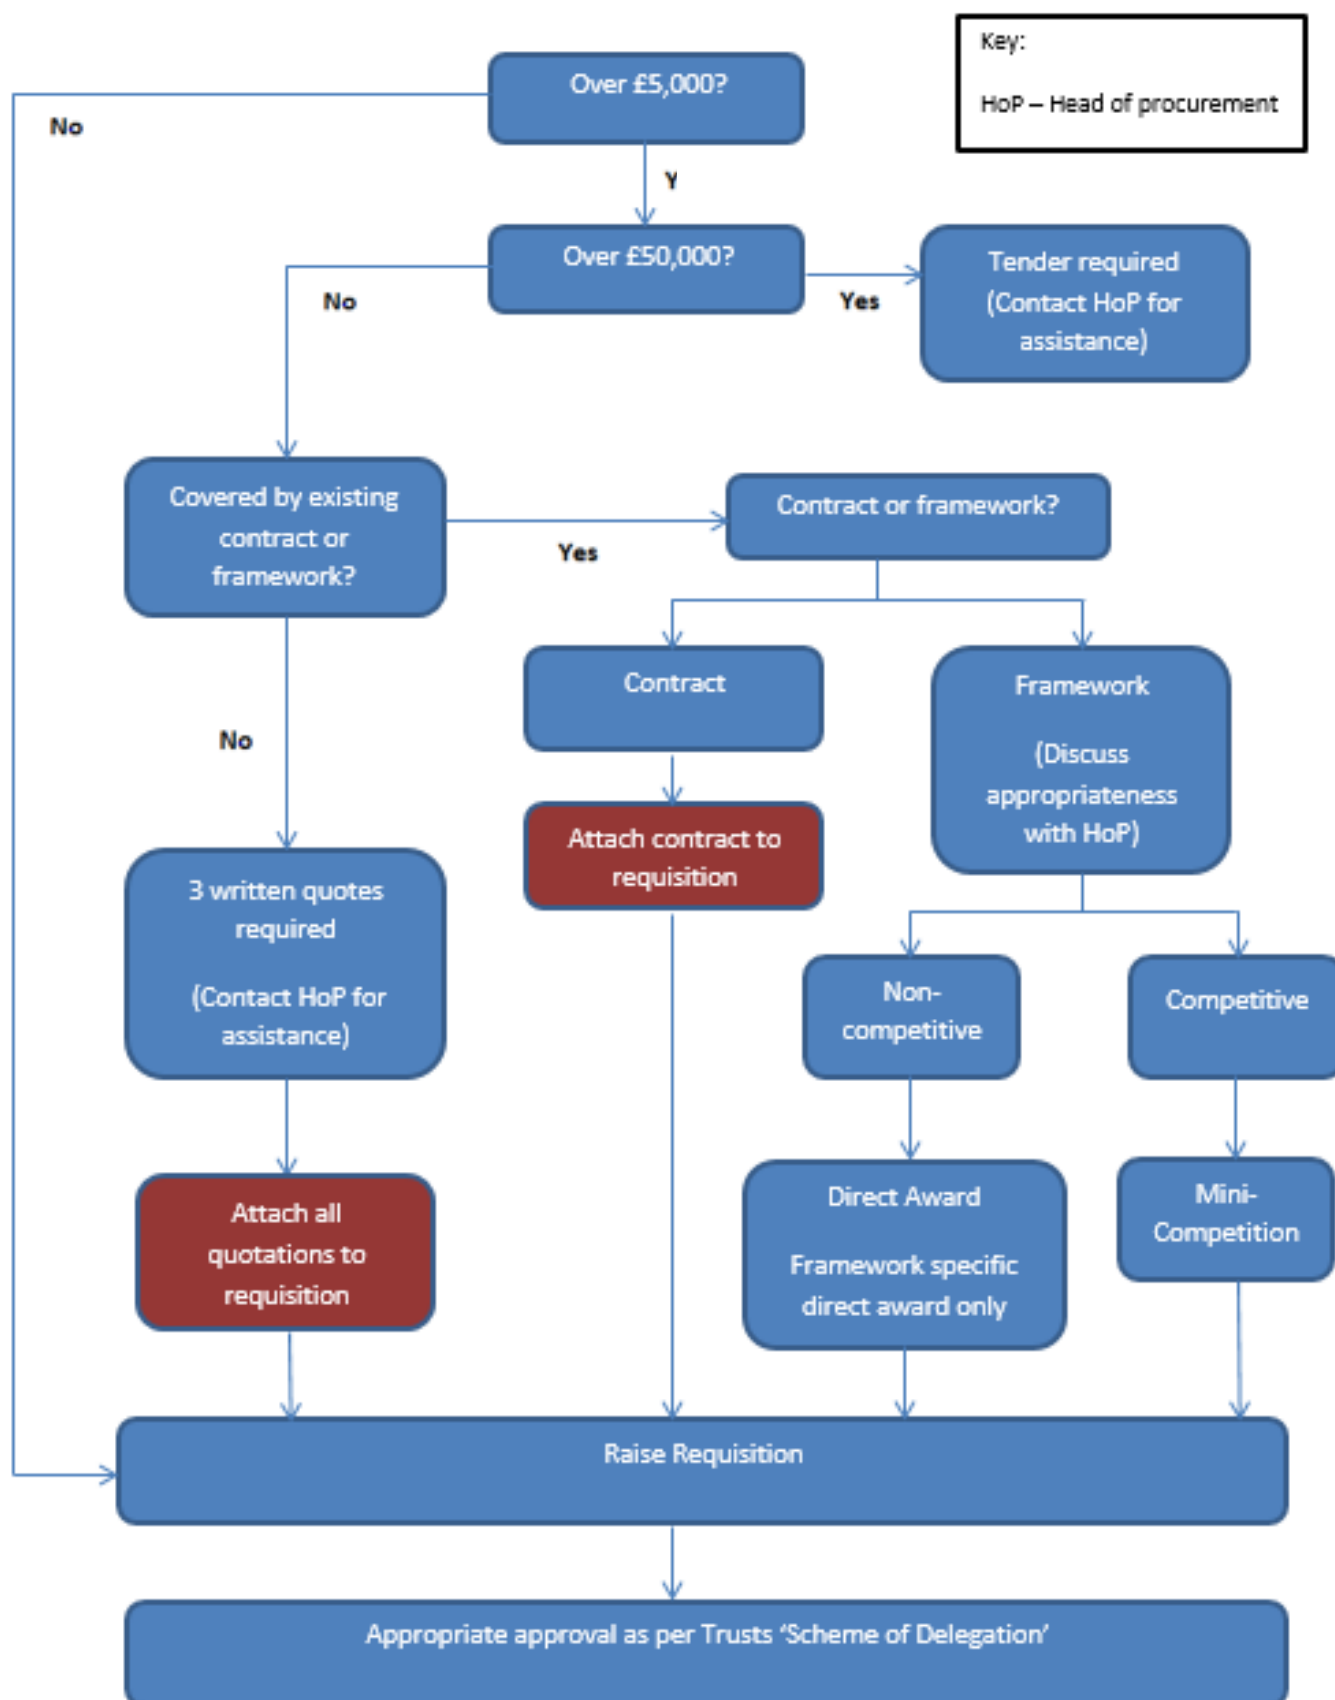 Key:
HoP – Head of procurement
Over £5,000?
No
Y
Over £50,000?
No
Yes
Tender required
(Contact HoP for
assistance)
Covered by existing
contract or
framework?
Yes
Contract or framework?
Contract
Framework
(Discuss
appropriateness
with HoP)
No
Attach contract to
requisition
3 written quotes
required
(Contact HoP for
assistance)
Non-
competitive
Competitive
Attach all
quotations to
requisition
Direct Award
Framework specific
direct award only
Mini-
Competition
Raise Requisition
Appropriate approval as per Trusts ‘Scheme of Delegation’